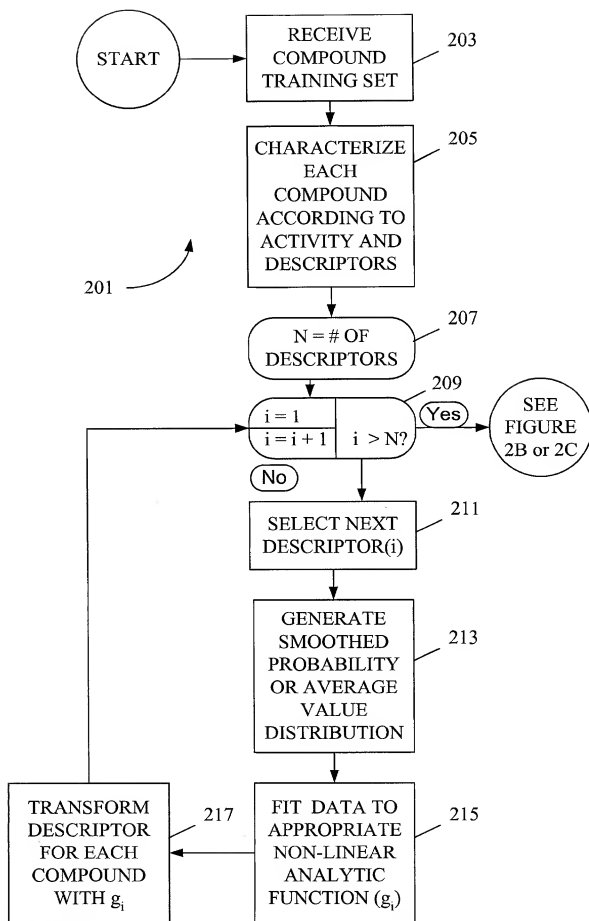 START
RECEIVE
COMPOUND
TRAINING SET
203
CHARACTERIZE
EACH
COMPOUND
ACCORDING TO
ACTIVITY AND
DESCRIPTORS
205
201
N = # OF
DESCRIPTORS
207
209
i = 1
i = i + 1
i > N?
Yes
SEE
FIGURE
2B or 2C
No
SELECT NEXT
DESCRIPTOR(i)
211
GENERATE
SMOOTHED
PROBABILITY
OR AVERAGE
VALUE
DISTRIBUTION
213
FIT DATA TO
APPROPRIATE
NON-LINEAR
ANALYTIC
FUNCTION (gi)
215
TRANSFORM
DESCRIPTOR
FOR EACH
COMPOUND
WITH gi
217